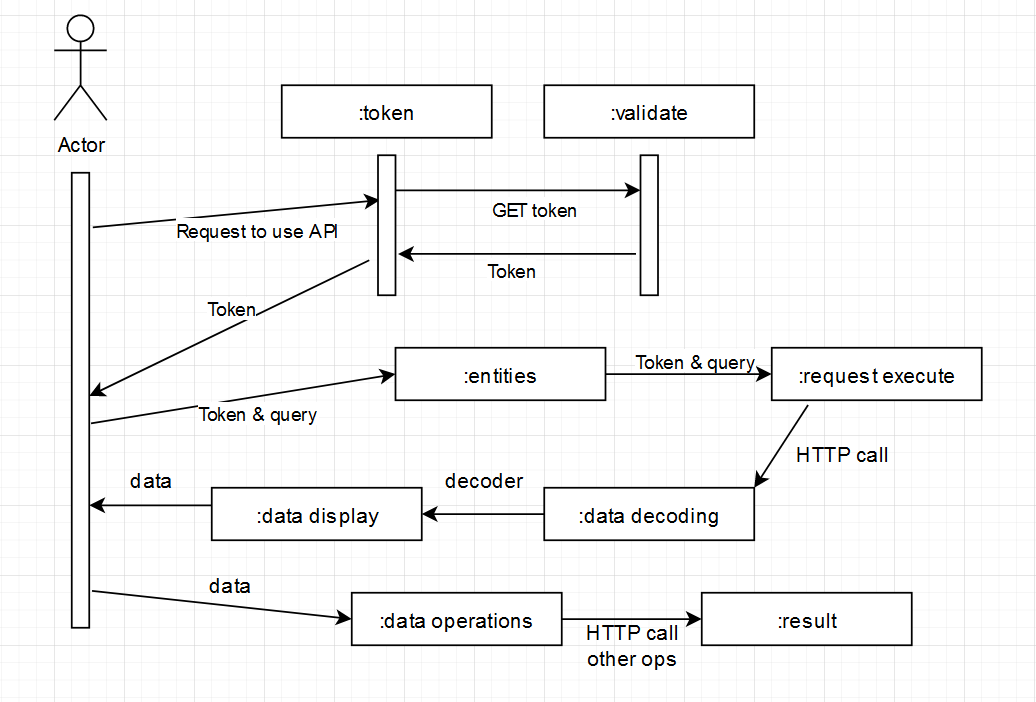 :token
:validate
Actor
GET token
Request to use API
Token
Token
Token & query
:entities
:request execute
Token & query
HTTP call
data
decoder
:data display
:data decoding
data
:data operations
:result
HTTP call
other ops